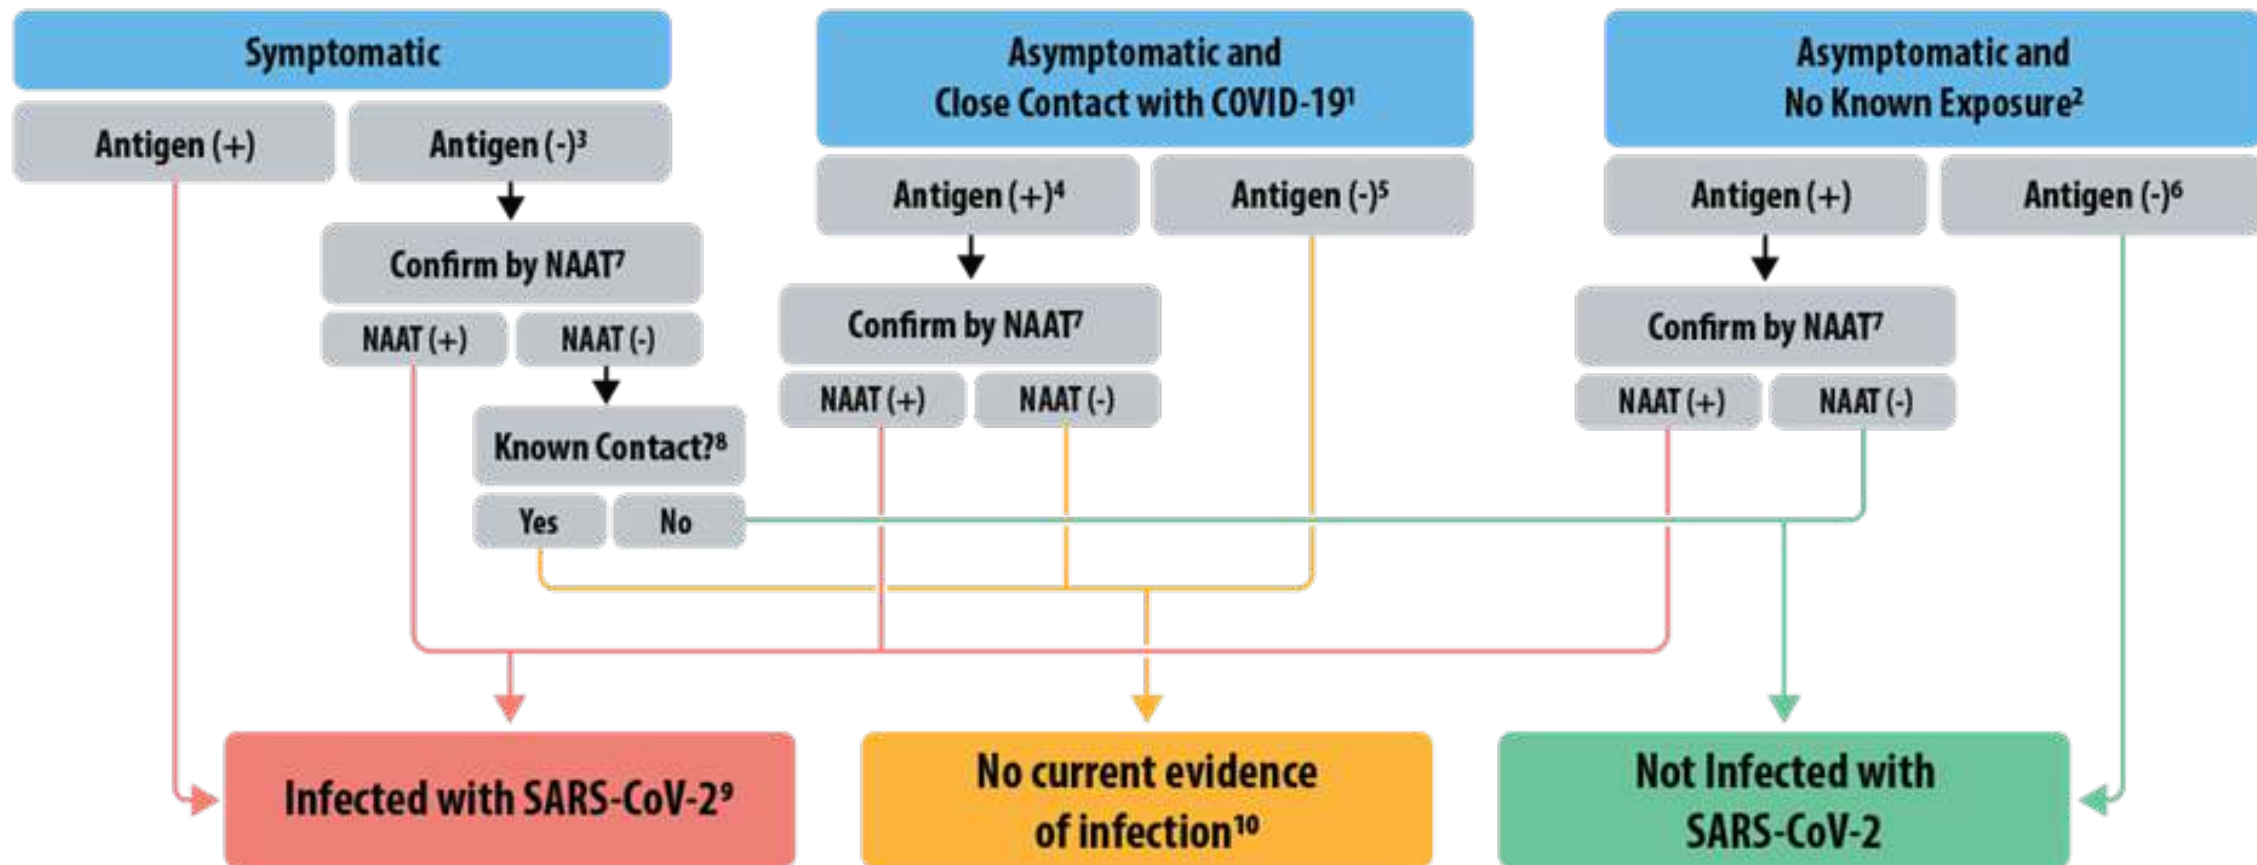 Symptomatic
Antigen (+)
Antigen (-)³
Confirm by NAAT⁷
NAAT (+)
NAAT (-)
Known Contact?⁸
Yes
No
Asymptomatic and
Close Contact with COVID-19¹
Antigen (+)⁴
Antigen (-)⁵
Confirm by NAAT⁷
NAAT (+)
NAAT (-)
Asymptomatic and
No Known Exposure²
Antigen (+)
Antigen (-)⁶
Confirm by NAAT⁷
NAAT (+)
NAAT (-)
Infected with SARS-CoV-2⁹
No current evidence
of infection¹⁰
Not Infected with
SARS-CoV-2